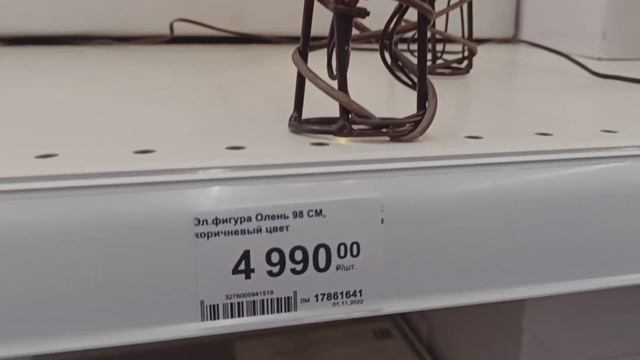 Эл.фигура Олень 98 СМ,
коричневый цвет
4 990 00
₽/шт.
3276005941519
ЛМ 17861641
01.11.2022